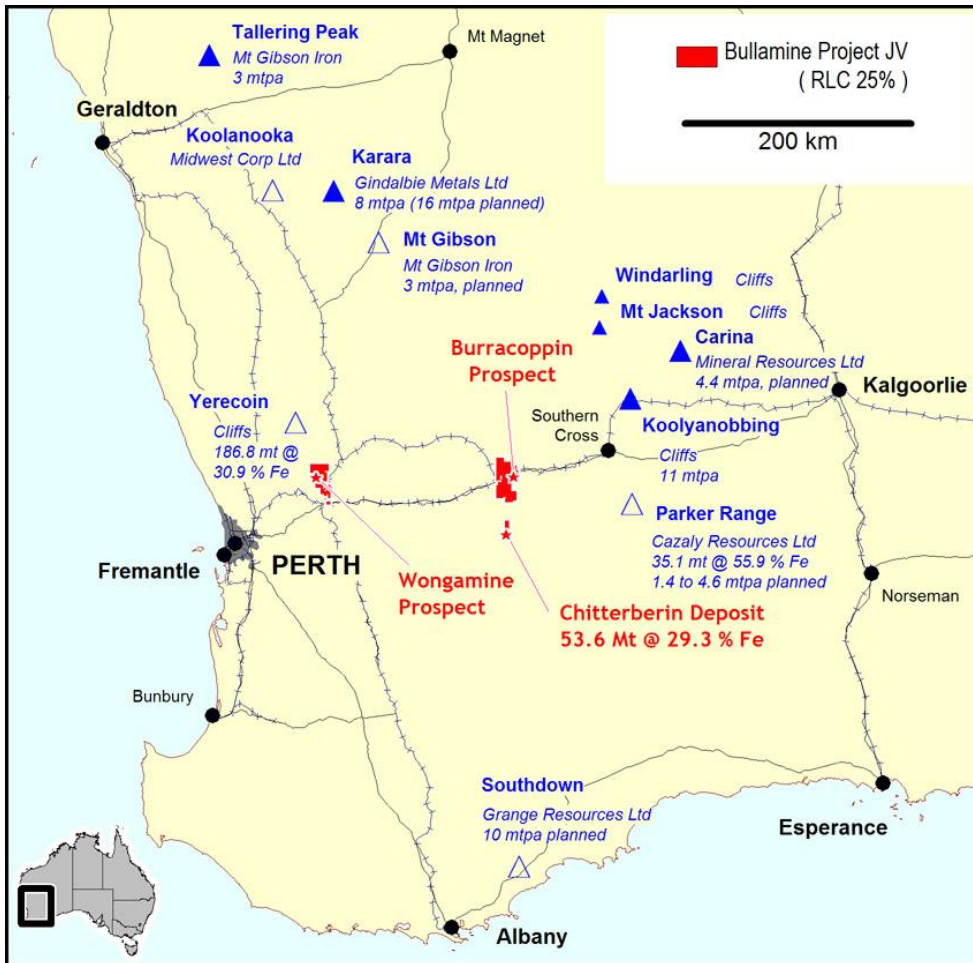 Tallering Peak
Mt Gibson Iron
3 mtpa
Mt Magnet
Bullamine Project JV
( RLC 25% )
200 km
Geraldton
Koolanooka
Midwest Corp Ltd
Karara
Gindalbie Metals Ltd
8 mtpa (16 mtpa planned)
Mt Gibson
Mt Gibson Iron
3 mtpa, planned
Windarling
Cliffs
Mt Jackson
Cliffs
Carina
Mineral Resources Ltd
4.4 mtpa, planned
Burracoppin
Prospect
Kalgoorlie
Yerecoin
Cliffs
186.8 mt @
30.9 % Fe
Southern
Cross
Koolyanobbing
Cliffs
11 mtpa
Parker Range
Cazaly Resources Ltd
35.1 mt @ 55.9 % Fe
1.4 to 4.6 mtpa planned
Fremantle
PERTH
Wongamine
Prospect
Chitterberin Deposit
53.6 Mt @ 29.3 % Fe
Norseman
Bunbury
Southdown
Grange Resources Ltd
10 mtpa planned
Esperance
Albany